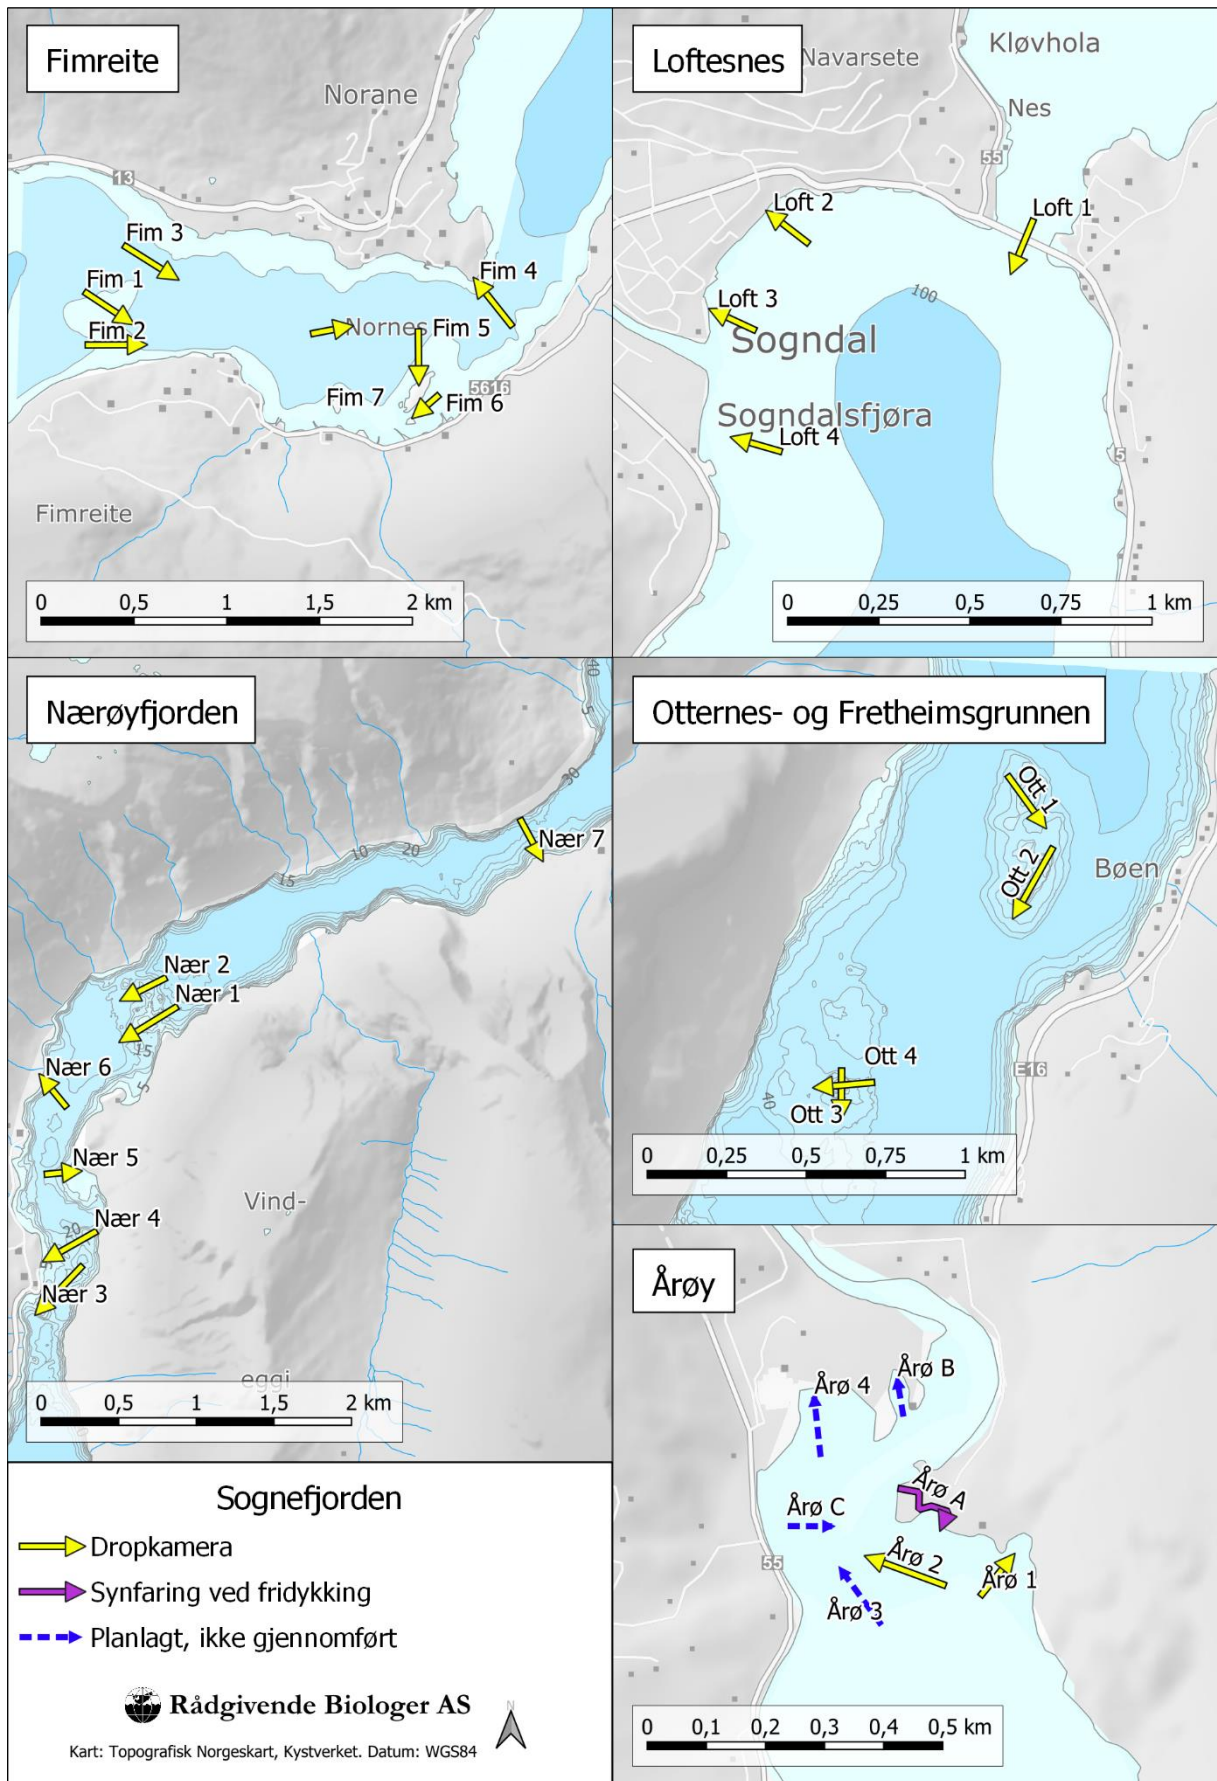 Fimreite
Norane
13
Fim 3
Fim 1
Fim 2
Fim 4
Nornes
Fim 5
Fim 7
Fim 6
5616
Fimreite
0 0,5 1 1,5 2 km
Loftesnes
Navarsete
Kløvhola
Nes
55
Loft 2
Loft 1
100
Loft 3
Sogndal
Sogndalsfjøra
Loft 4
5
0 0,25 0,5 0,75 1 km
Nærøyfjorden
40
5
30
20
10
15
Nær 7
Nær 2
Nær 1
15
Nær 6
5
Nær 5
Vind-
20
Nær 4
5
Nær 3
eggi
0 0,5 1 1,5 2 km
Otternes- og Fretheimsgrunnen
Ott 1
Ott 2
Bøen
Ott 4
E16
40
Ott 3
0 0,25 0,5 0,75 1 km
Årøy
Årø 4
Årø B
Årø A
Årø C
55
Årø 2
Årø 1
Årø 3
0 0,1 0,2 0,3 0,4 0,5 km
Sognefjorden
Dropkamera
Synfaring ved fridykking
Planlagt, ikke gjennomført
Rådgivende Biologer AS
N
Kart: Topografisk Norgeskart, Kystverket. Datum: WGS84